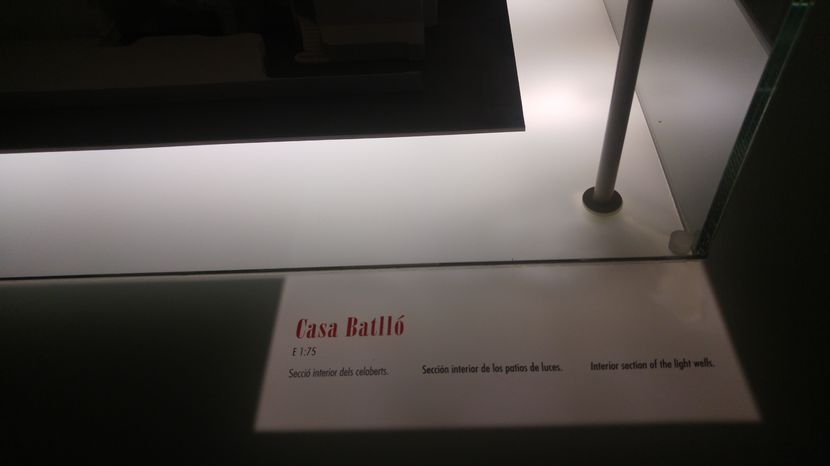 Casa Batlló
E 1:75
Secció interior dels celoberts.
Sección interior de los patios de luces.
Interior section of the light wells.